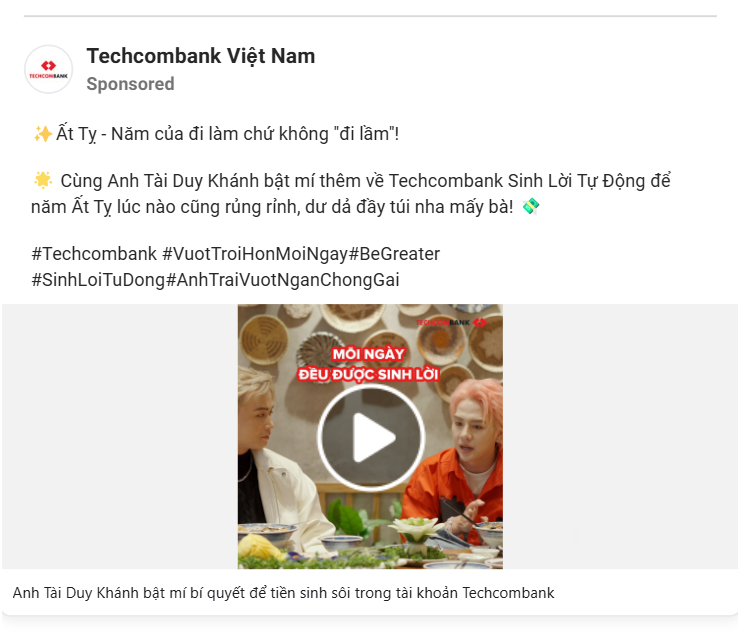 Techcombank Việt Nam
TECHCOMBANK
Sponsored
✨Ất Tỵ - Năm của đi làm chứ không "đi lầm"!
🌟 Cùng Anh Tài Duy Khánh bật mí thêm về Techcombank Sinh Lời Tự Động để
năm Ất Tỵ lúc nào cũng rủng rỉnh, dư dả đầy túi nha mấy bà! 💸
#Techcombank #VuotTroiHonMoiNgay#BeGreater
#SinhLoiTuDong#AnhTraiVuotNganChongGai
TECHCOMBANK
MỖI NGÀY
ĐỀU ĐƯỢC SINH LỜI
Anh Tài Duy Khánh bật mí bí quyết để tiền sinh sôi trong tài khoản Techcombank